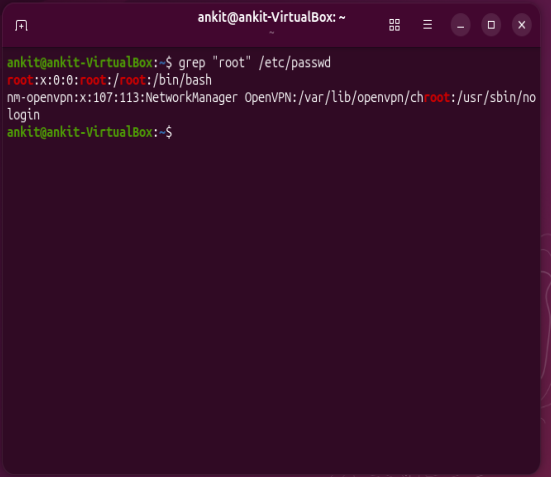 ankit@ankit-VirtualBox: ~
~
ankit@ankit-VirtualBox:~$ grep "root" /etc/passwd
root:x:0:0:root:/root:/bin/bash
nm-openvpn:x:107:113:NetworkManager OpenVPN:/var/lib/openvpn/chroot:/usr/sbin/no
login
ankit@ankit-VirtualBox:~$